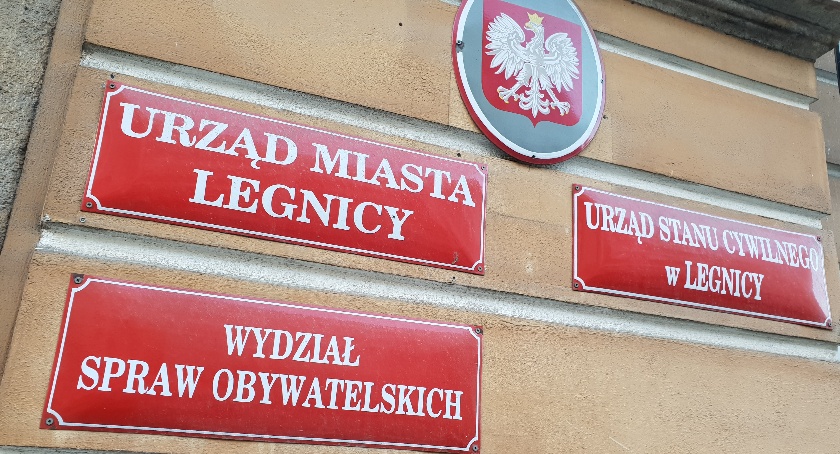 URZĄD MIASTA
LEGNICY
URZĄD STANU CYWILNEGO
w LEGNICY
WYDZIAŁ
SPRAW OBYWATELSKICH